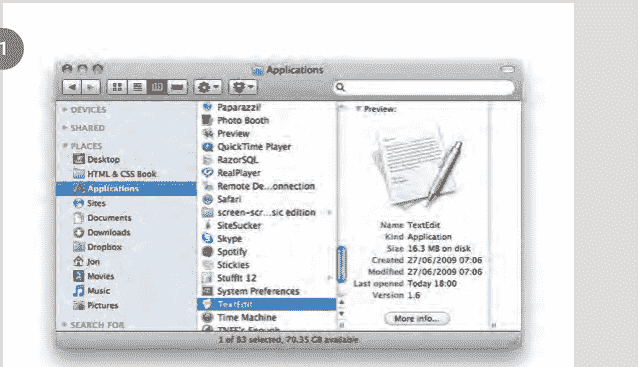 1
Applications
DEVICES
SHARED
PLACES
Desktop
HTML & CSS Book
Applications
Sites
Documents
Downloads
Dropbox
Jon
Movies
Music
Pictures
SEARCH FOR
Paparazzi!
Photo Booth
Preview
QuickTime Player
RazorSQL
RealPlayer
Remote De...onnection
Safari
screen-scr...sic edition
SiteSucker
Skype
Spotify
Stickies
StuffIt 12
System Preferences
TextEdit
Time Machine
TNEF's Enough
Preview:
Name TextEdit
Kind Application
Size 16.3 MB on disk
Created 27/06/2009 07:06
Modified 27/06/2009 07:06
Last opened Today 18:00
Version 1.6
More info...
1 of 83 selected, 70.35 GB available